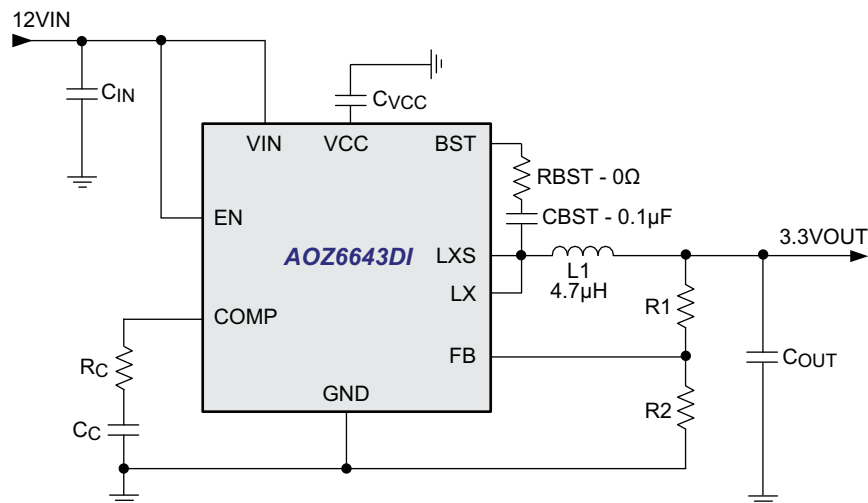 12VIN
CIN
CVCC
VIN
VCC
BST
RBST - 0Ω
CBST - 0.1µF
EN
AOZ6643DI
LXS
3.3VOUT
L1
4.7µH
LX
R1
COMP
FB
COUT
RC
GND
R2
CC